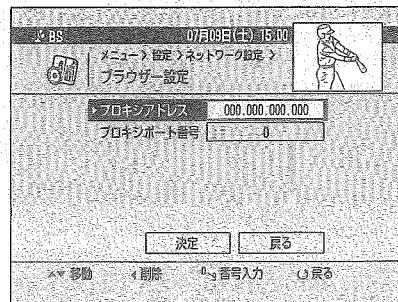 BS 07月09日(土) 15:00
メニュー > 設定 > ネットワーク設定 >
ブラウザー設定
プロキシアドレス 000.000.000.000
プロキシポート番号 0
決定 戻る
移動 削除 0~9 番号入力 戻る